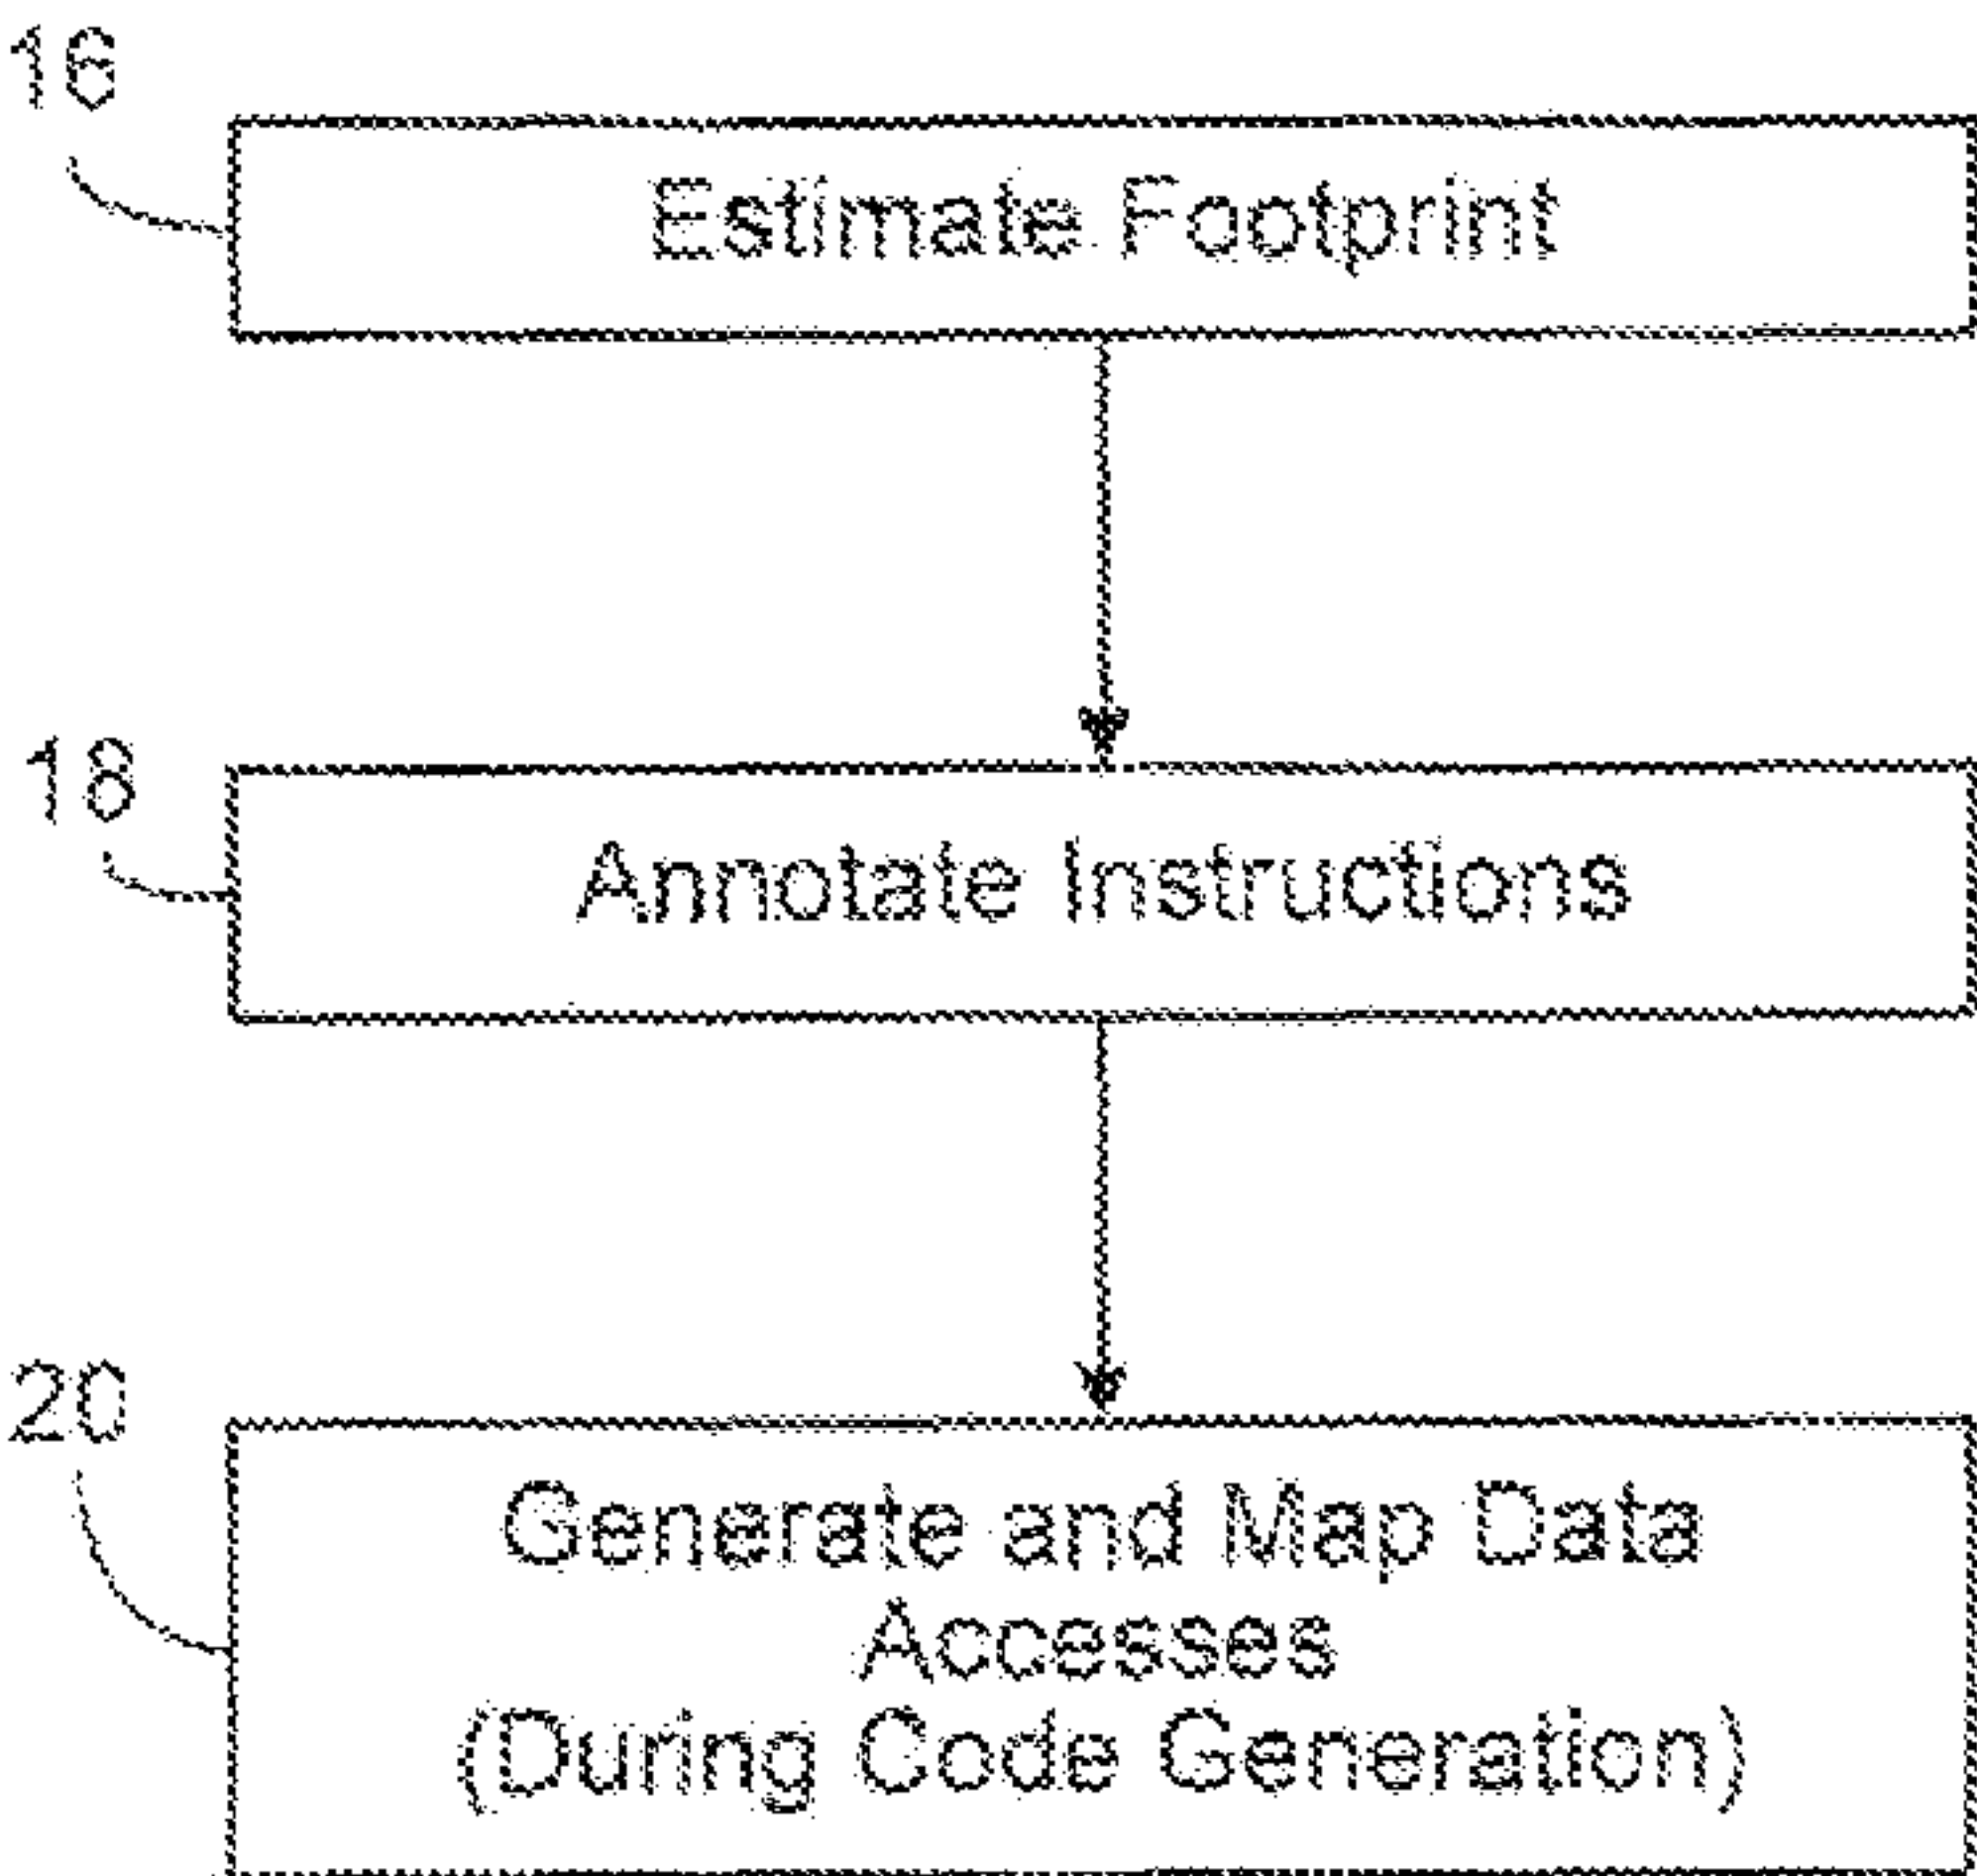 16
Estimate Footprint
18
Annotate Instructions
20
Generate and Map Data
Accesses
(During Code Generation)